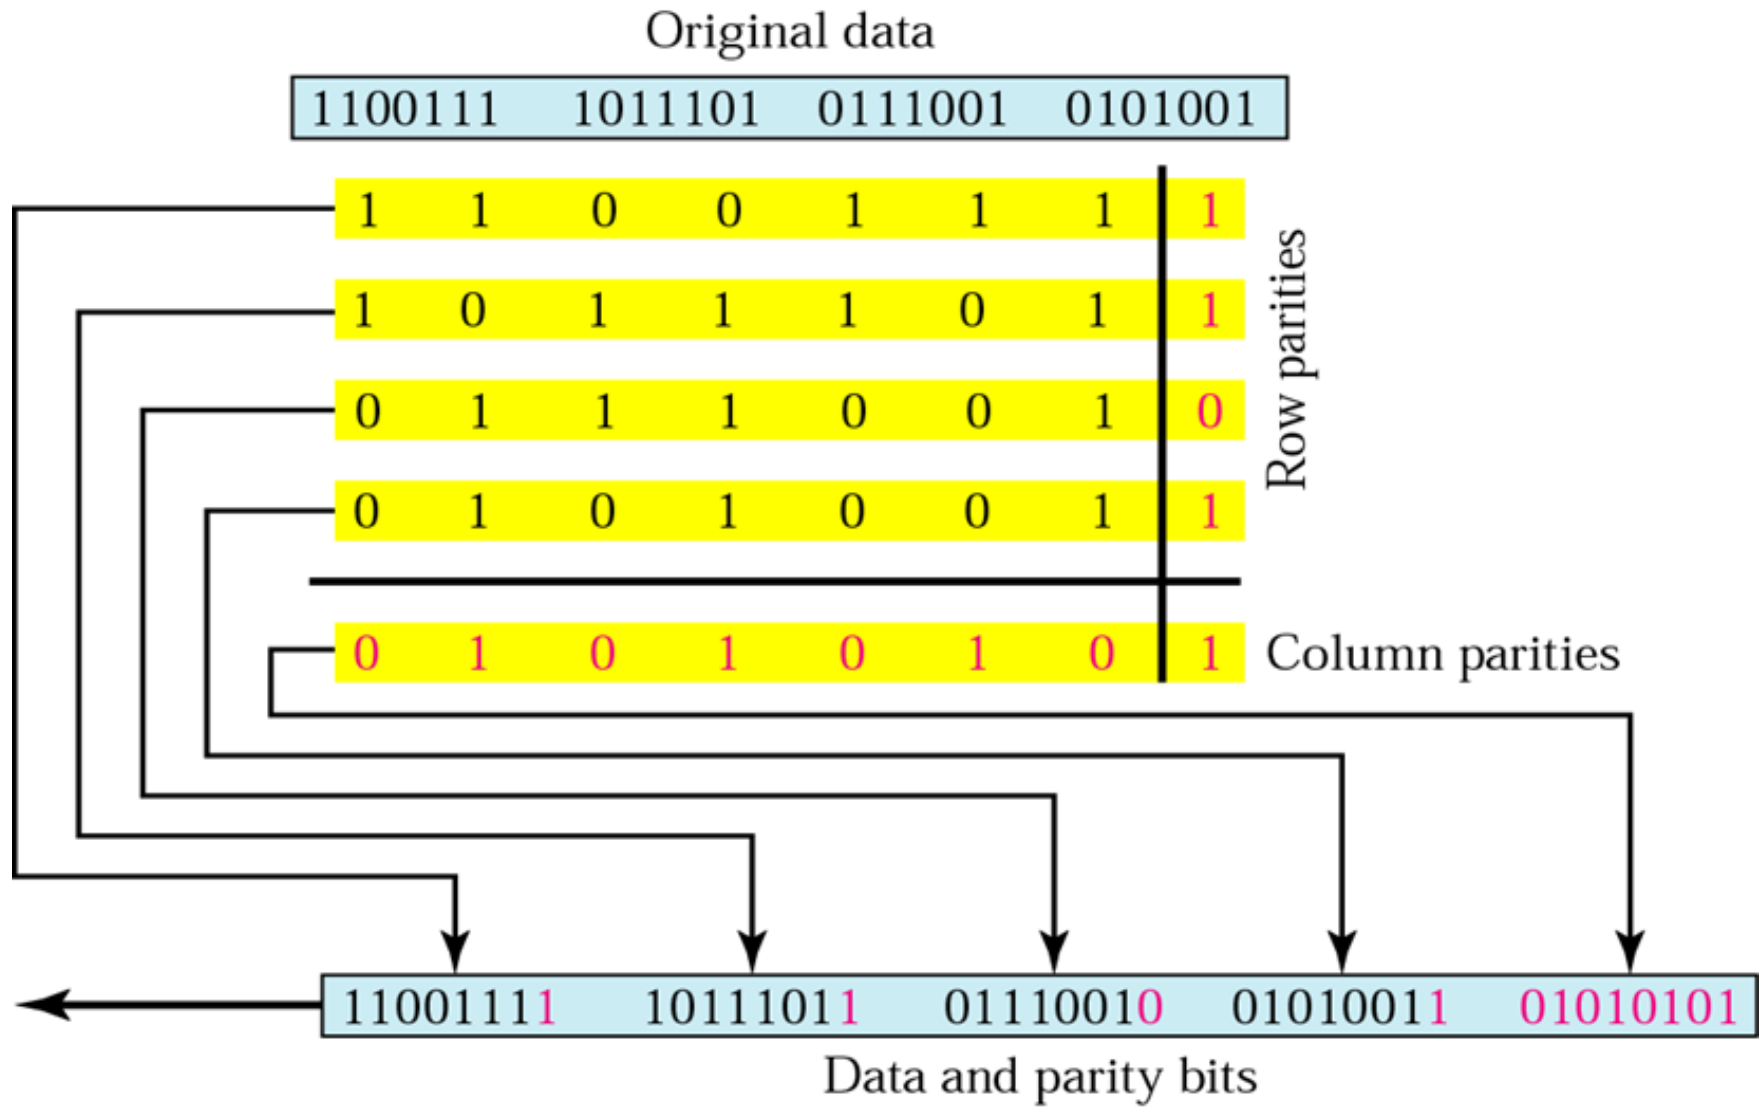 Original data
1100111 1011101 0111001 0101001
1 1 0 0 1 1 1 1
1 0 1 1 1 0 1 1
0 1 1 1 0 0 1 0
0 1 0 1 0 0 1 1
Row parities
0 1 0 1 0 1 0 1
Column parities
11001111 10111011 01110010 01010011 01010101
Data and parity bits